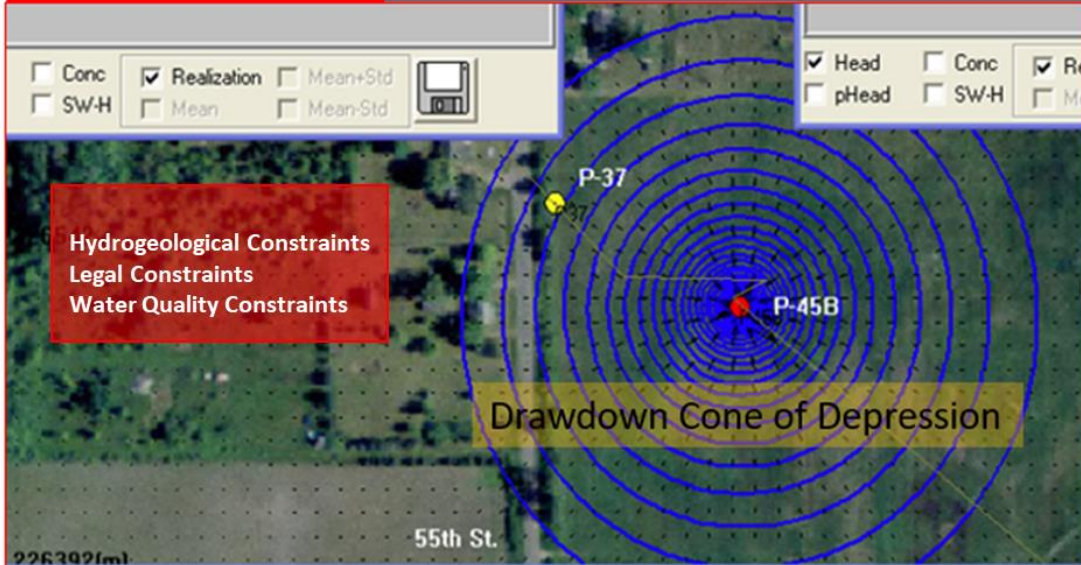 Conc
Realization
Mean+Std
SW-H
Mean
Mean-Std
Head
Conc
pHead
SW-H
P-37
Hydrogeological Constraints
Legal Constraints
Water Quality Constraints
P-45B
Drawdown Cone of Depression
55th St.
226392(m)